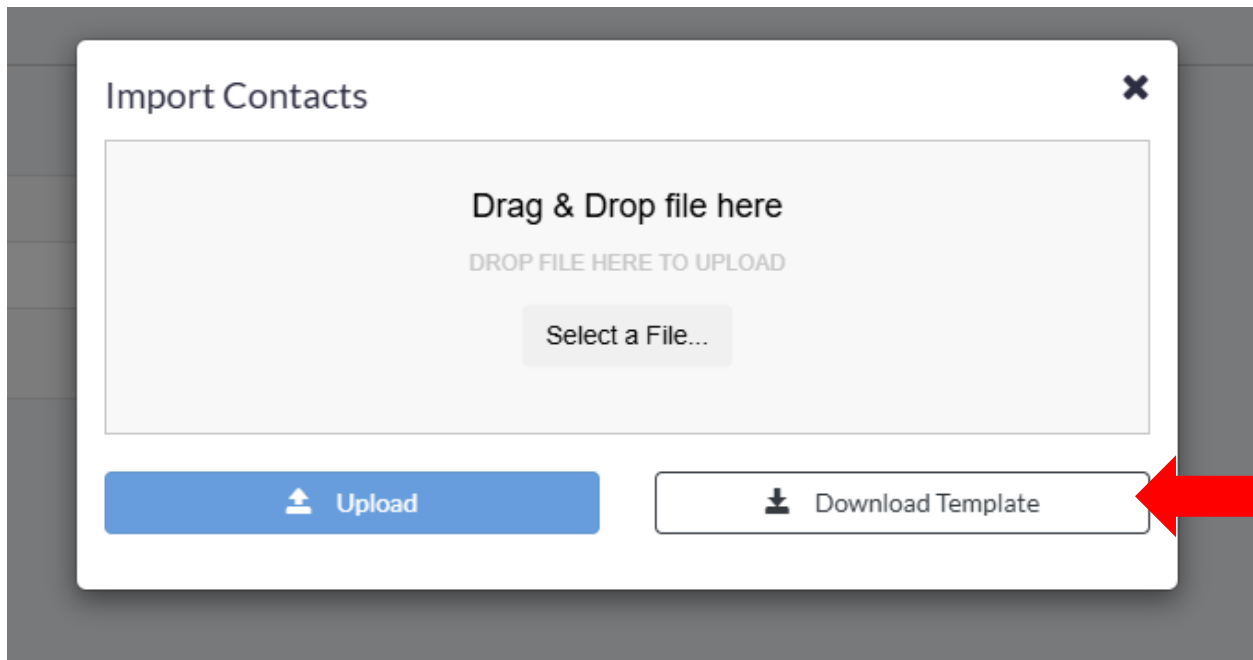 Import Contacts
Drag & Drop file here
DROP FILE HERE TO UPLOAD
Select a File...
Upload
Download Template